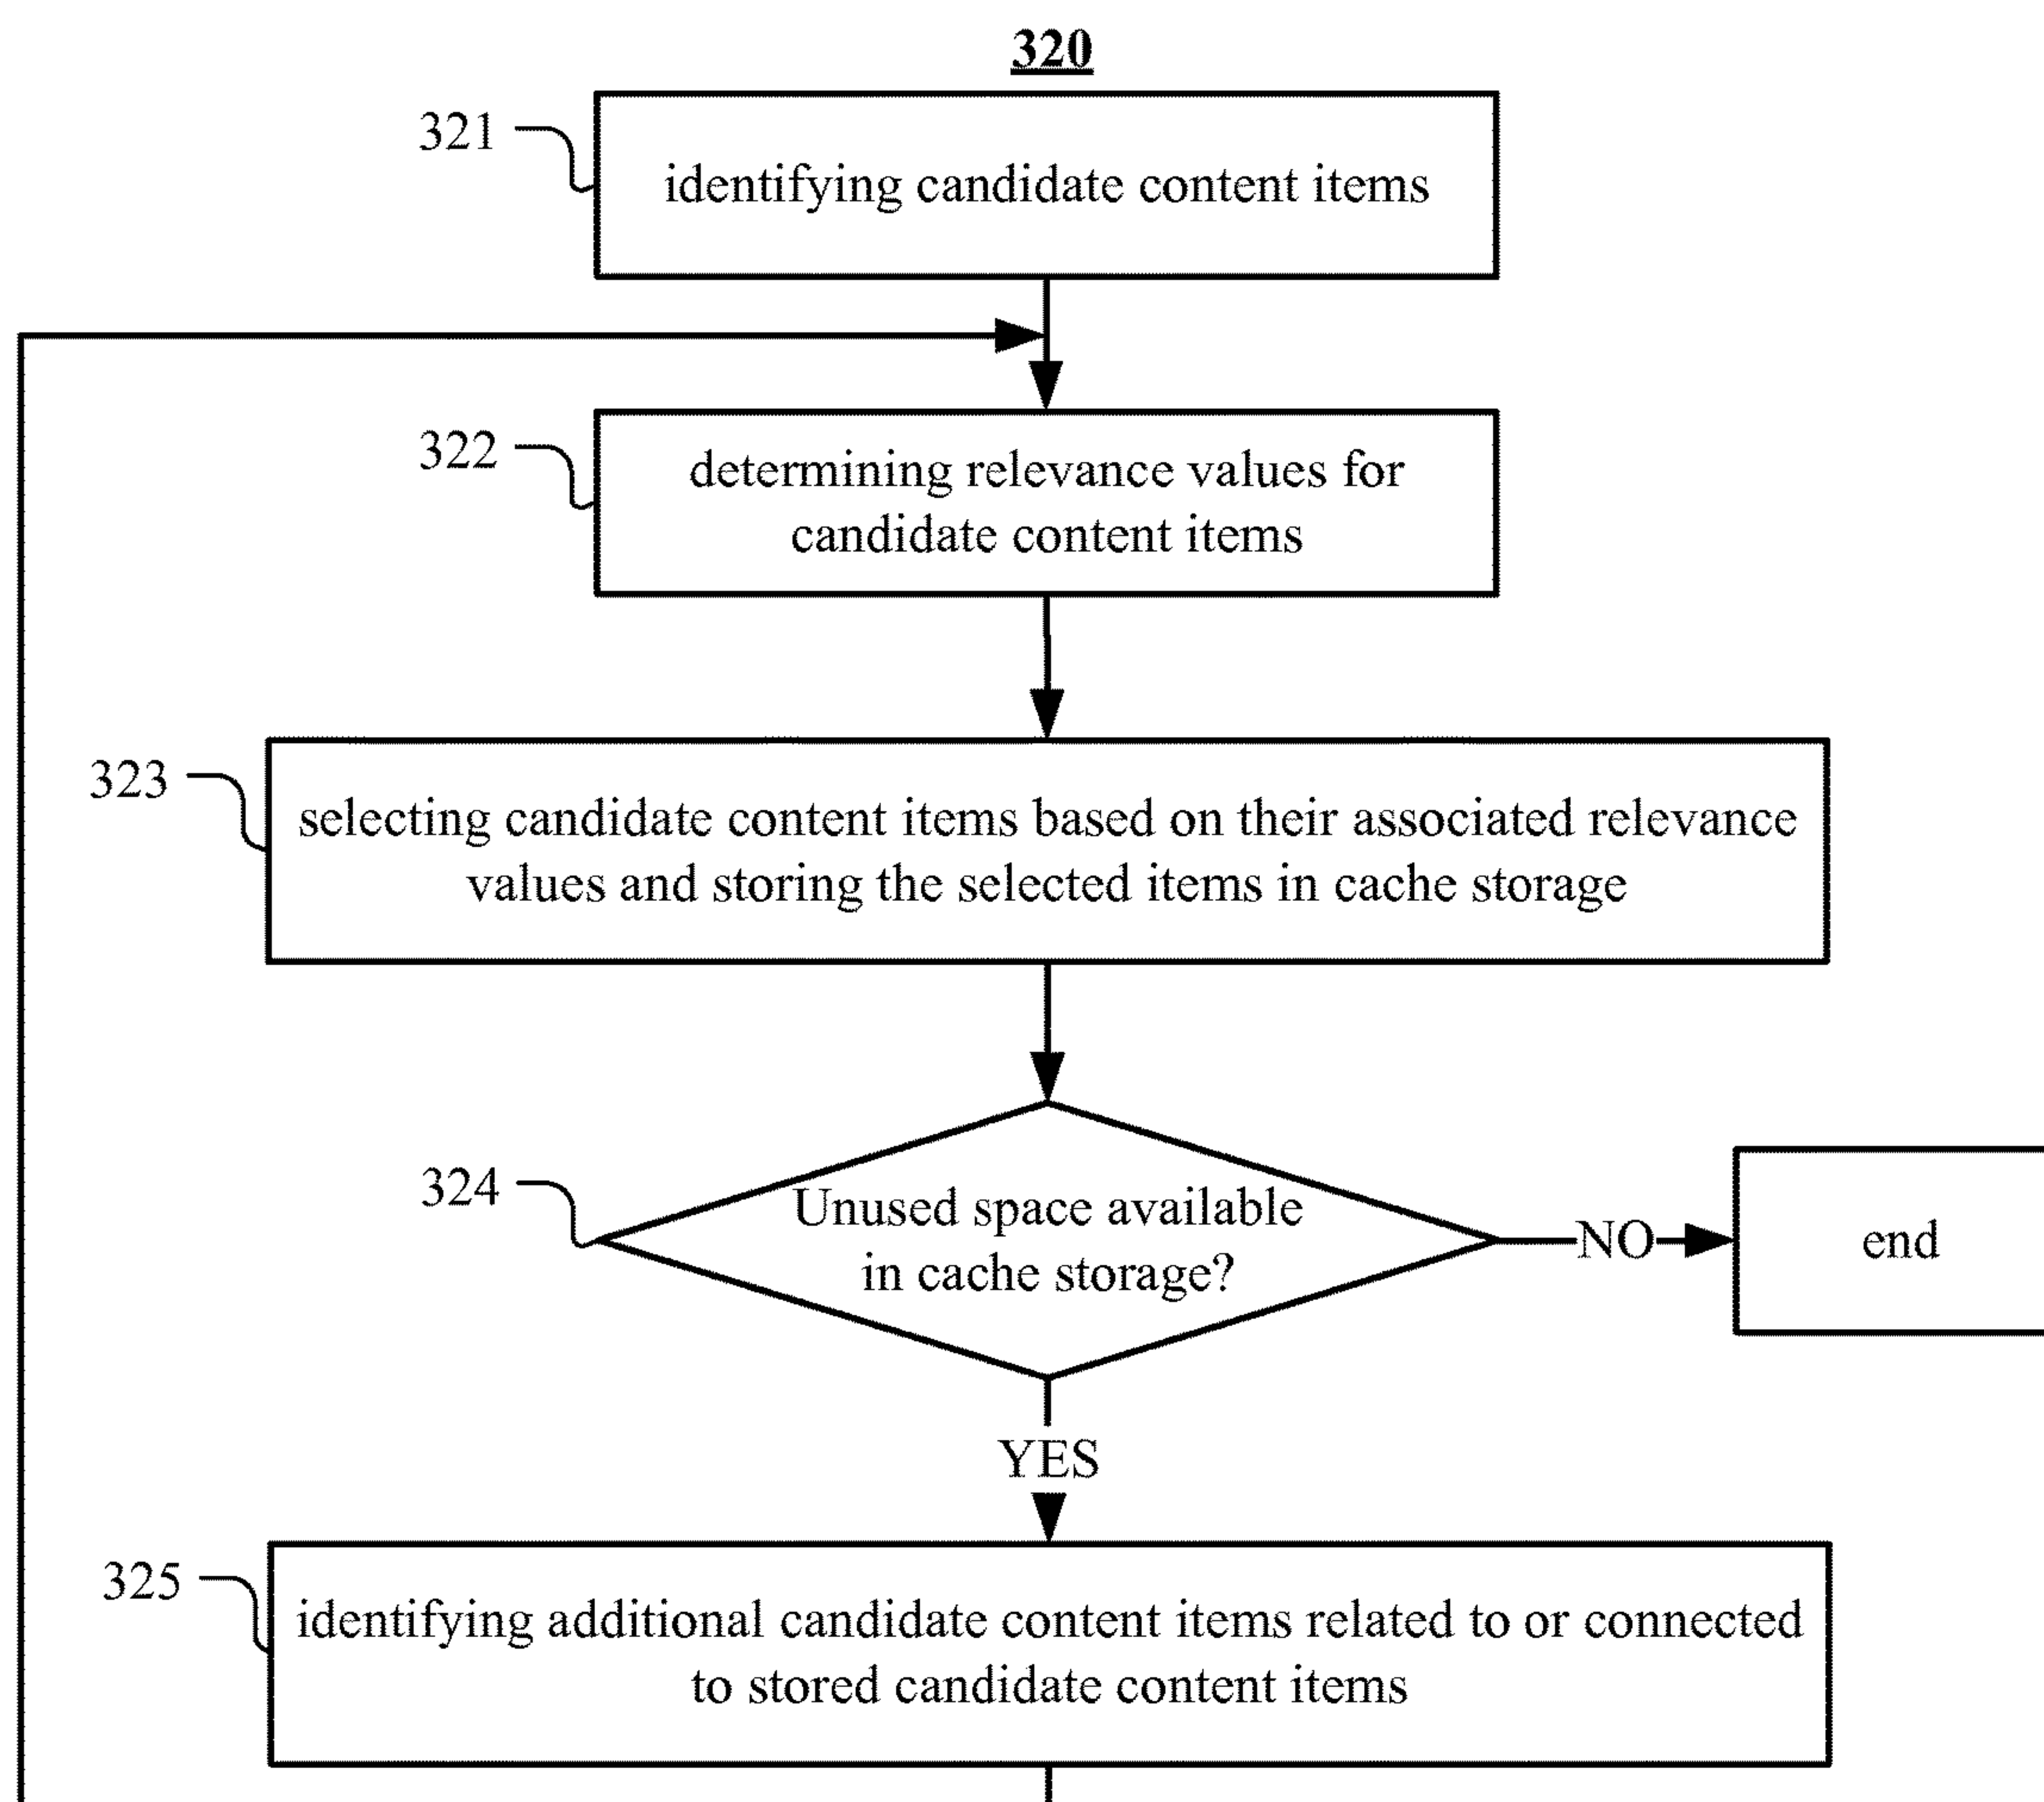 320
321
identifying candidate content items
322
determining relevance values for
candidate content items
323
selecting candidate content items based on their associated relevance
values and storing the selected items in cache storage
324
Unused space available
in cache storage?
NO
end
YES
325
identifying additional candidate content items related to or connected
to stored candidate content items